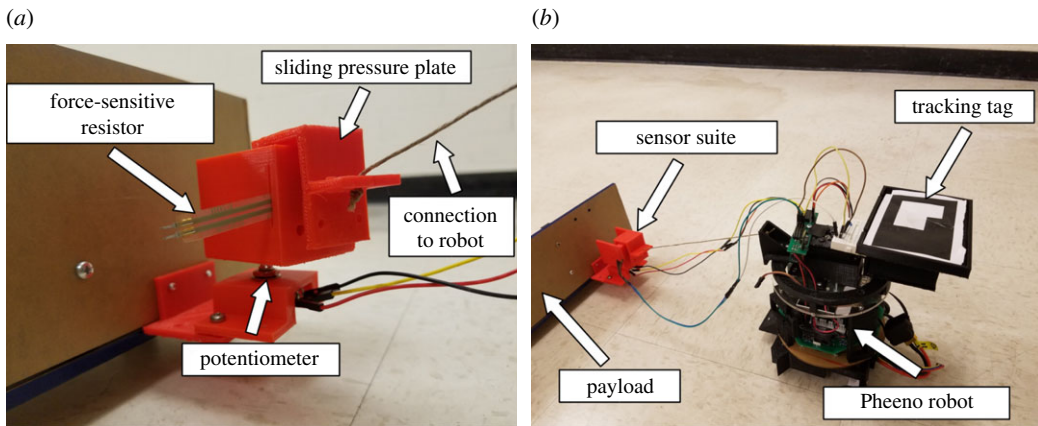 (a)
sliding pressure plate
force-sensitive
resistor
connection
to robot
potentiometer
(b)
tracking tag
sensor suite
payload
Pheeno robot